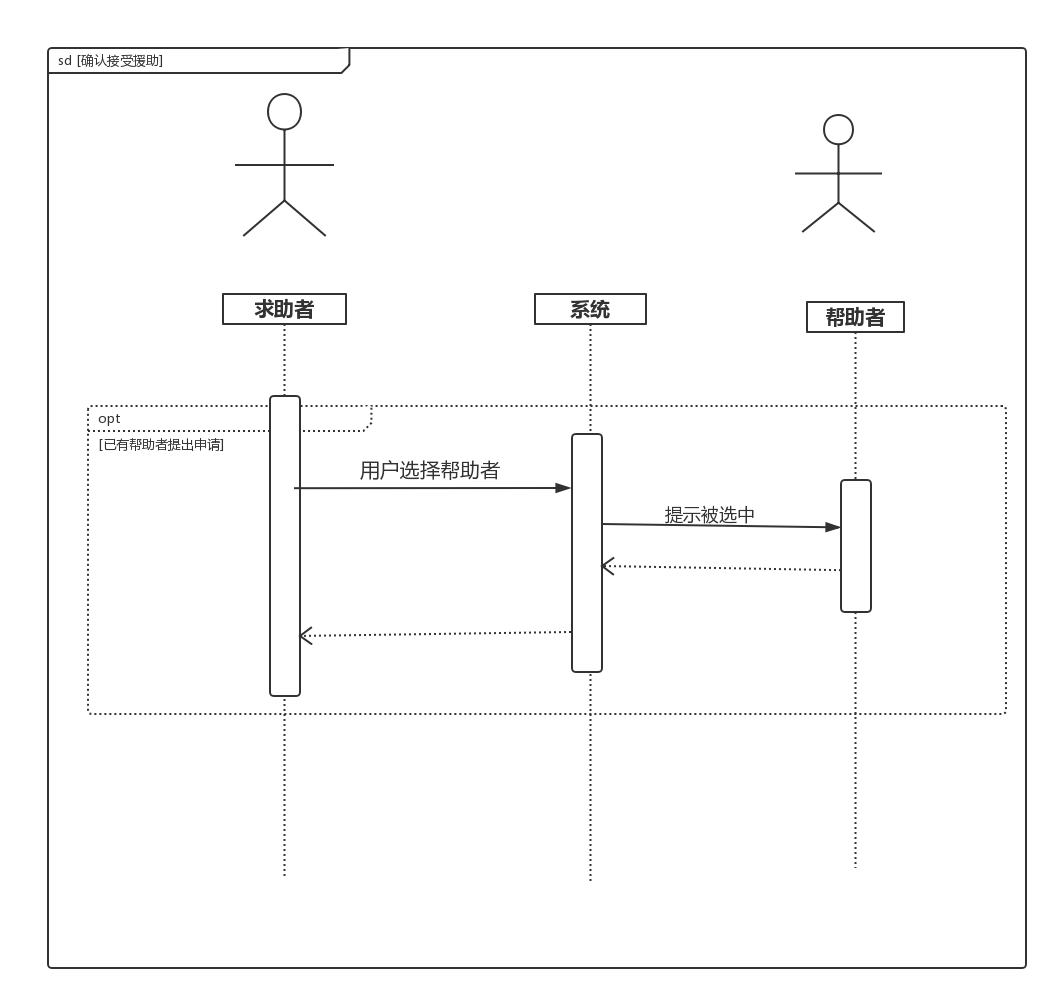 sd [确认接受援助]
求助者
系统
帮助者
opt
[已有帮助者提出申请]
用户选择帮助者
提示被选中